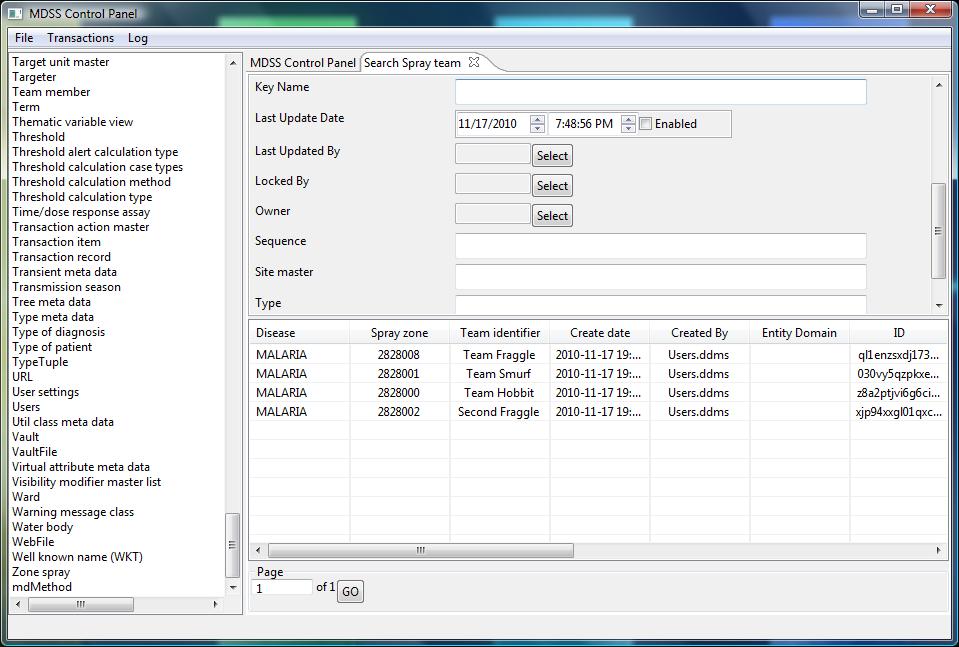 MDSS Control Panel
File Transactions Log
Target unit master
Targeter
Team member
Term
Thematic variable view
Threshold
Threshold alert calculation type
Threshold calculation case types
Threshold calculation method
Threshold calculation type
Time/dose response assay
Transaction action master
Transaction item
Transaction record
Transient meta data
Transmission season
Tree meta data
Type meta data
Type of diagnosis
Type of patient
TypeTuple
URL
User settings
Users
Util class meta data
Vault
VaultFile
Virtual attribute meta data
Visibility modifier master list
Ward
Warning message class
Water body
WebFile
Well known name (WKT)
Zone spray
mdMethod
MDSS Control Panel Search Spray team
Key Name
Last Update Date 11/17/2010 7:48:56 PM Enabled
Last Updated By Select
Locked By Select
Owner Select
Sequence
Site master
Type
Disease Spray zone Team identifier Create date Created By Entity Domain ID
MALARIA 2828008 Team Fraggle 2010-11-17 19:... Users.ddms ql1enzsxdj173...
MALARIA 2828001 Team Smurf 2010-11-17 19:... Users.ddms 030vy5qzpkxe...
MALARIA 2828000 Team Hobbit 2010-11-17 19:... Users.ddms z8a2ptjvi6g6ci...
MALARIA 2828002 Second Fraggle 2010-11-17 19:... Users.ddms xjp94xxgl01qxc...
Page
1 of 1 GO